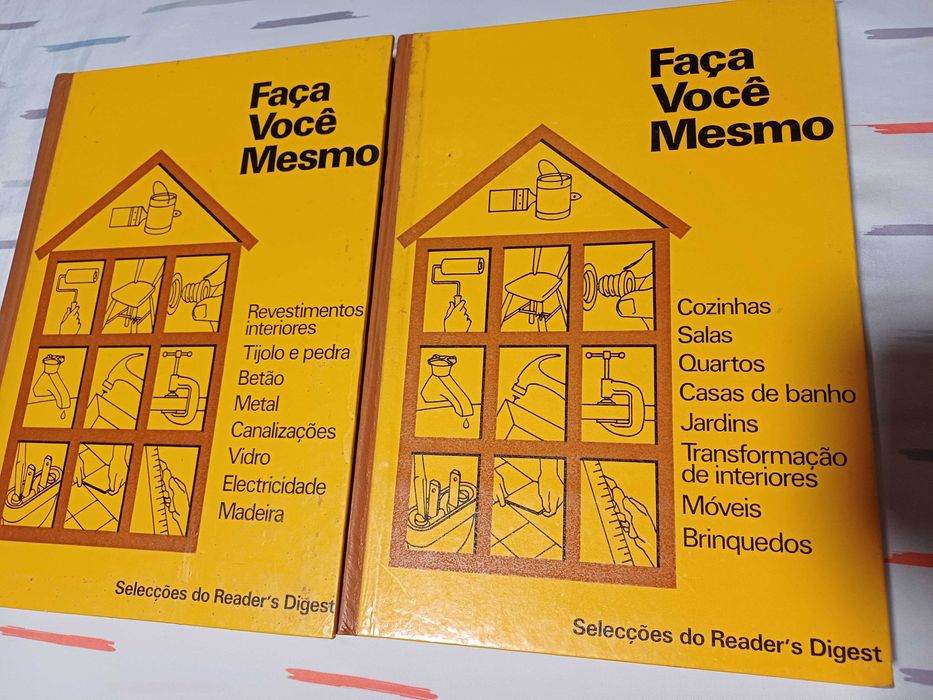 Faça
Você
Mesmo
Revestimentos
interiores
Tijolo e pedra
Betão
Metal
Canalizações
Vidro
Electricidade
Madeira
Selecções do Reader's Digest
Faça
Você
Mesmo
Cozinhas
Salas
Quartos
Casas de banho
Jardins
Transformação
de interiores
Móveis
Brinquedos
Selecções do Reader's Digest